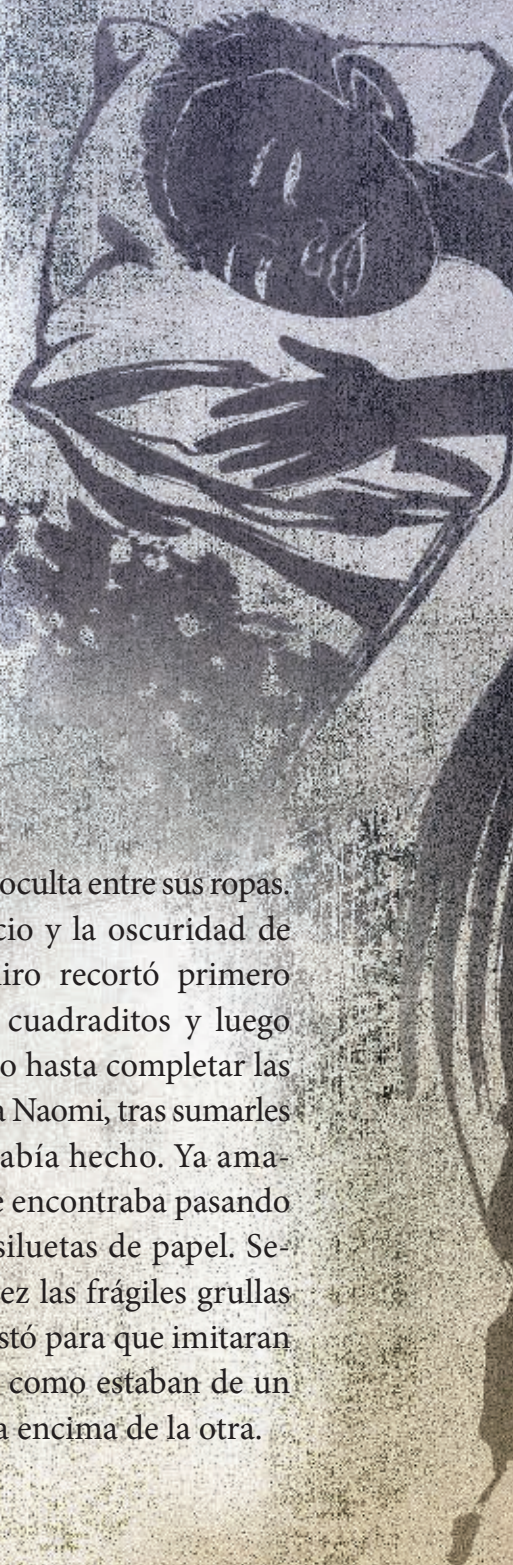 oculta entre sus ropas.
cio y la oscuridad de
iro recortó primero
cuadraditos y luego
o hasta completar las
a Naomi, tras sumarles
abía hecho. Ya ama-
e encontraba pasando
siluetas de papel. Se-
ez las frágiles grullas
stó para que imitaran
como estaban de un
a encima de la otra.